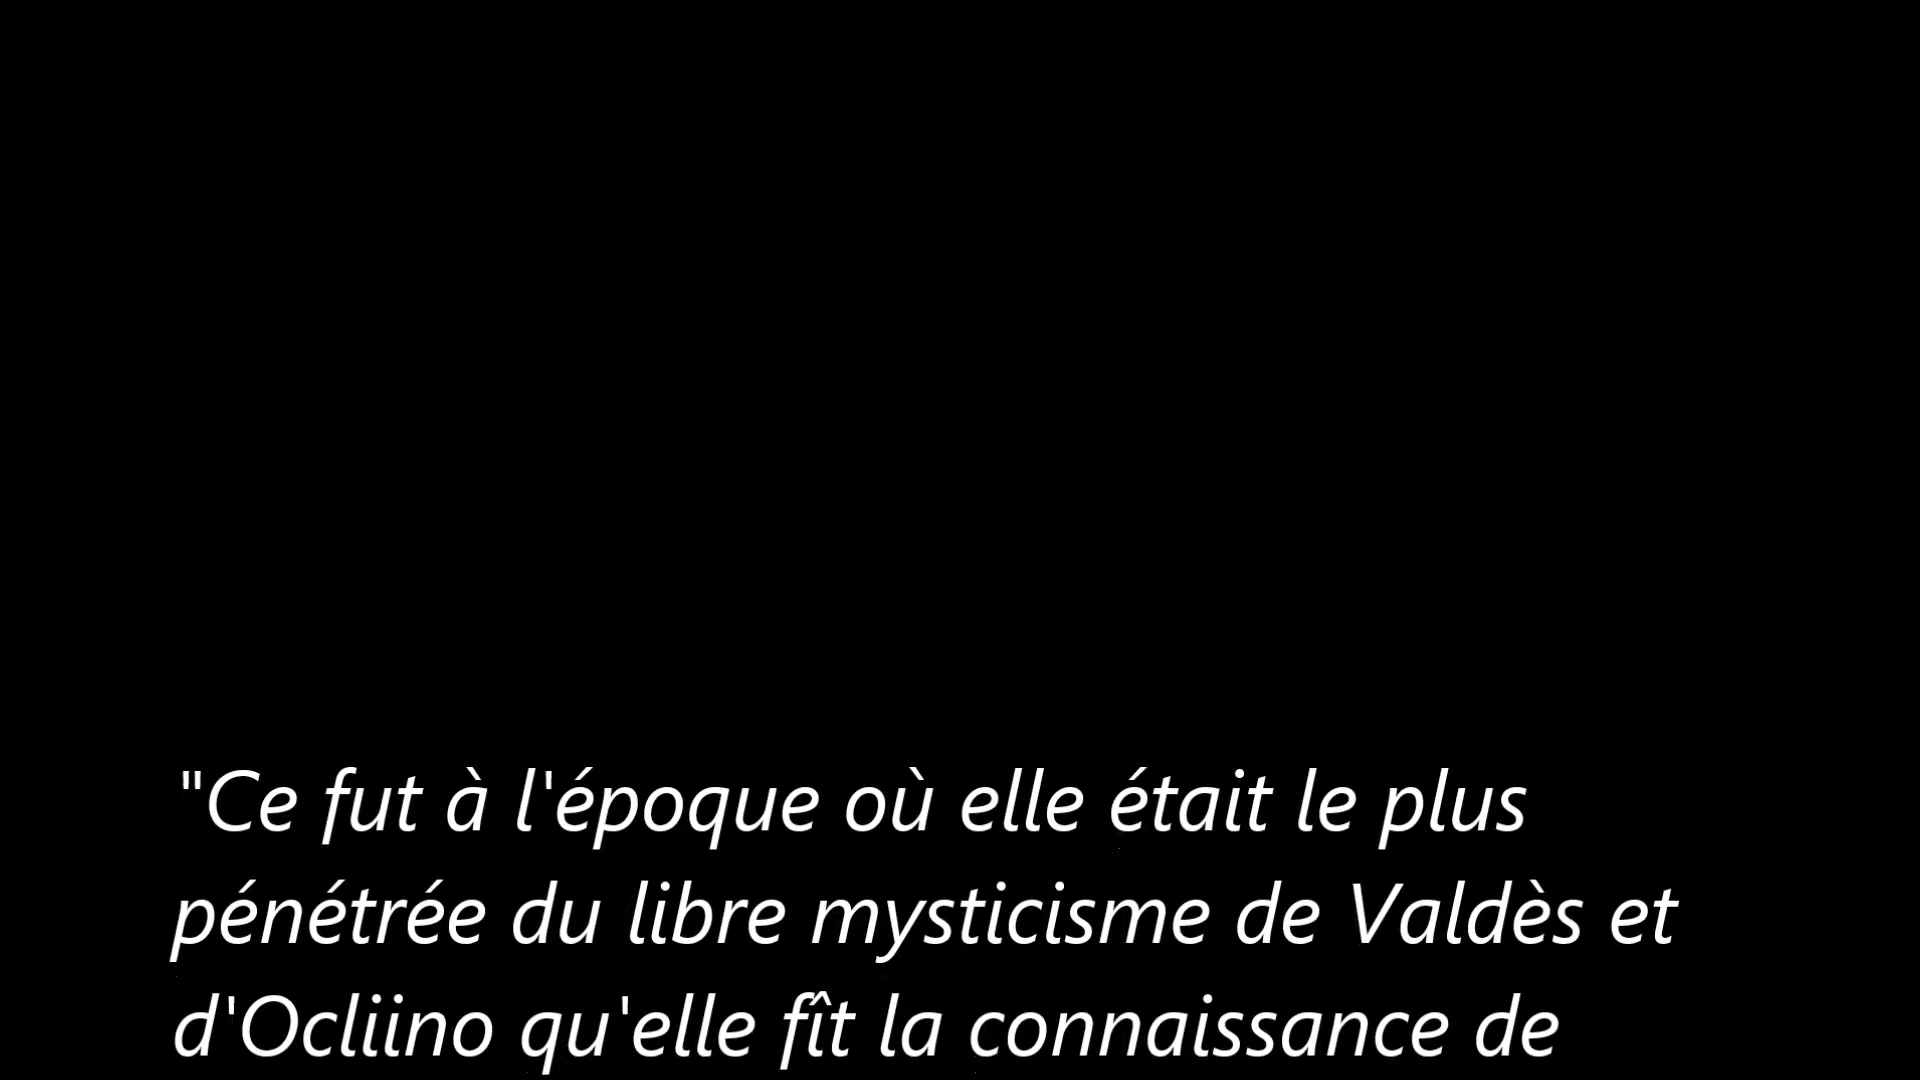 "Ce fut à l'époque où elle était le plus
pénétrée du libre mysticisme de Valdès et
d'Ocliino qu'elle fît la connaissance de